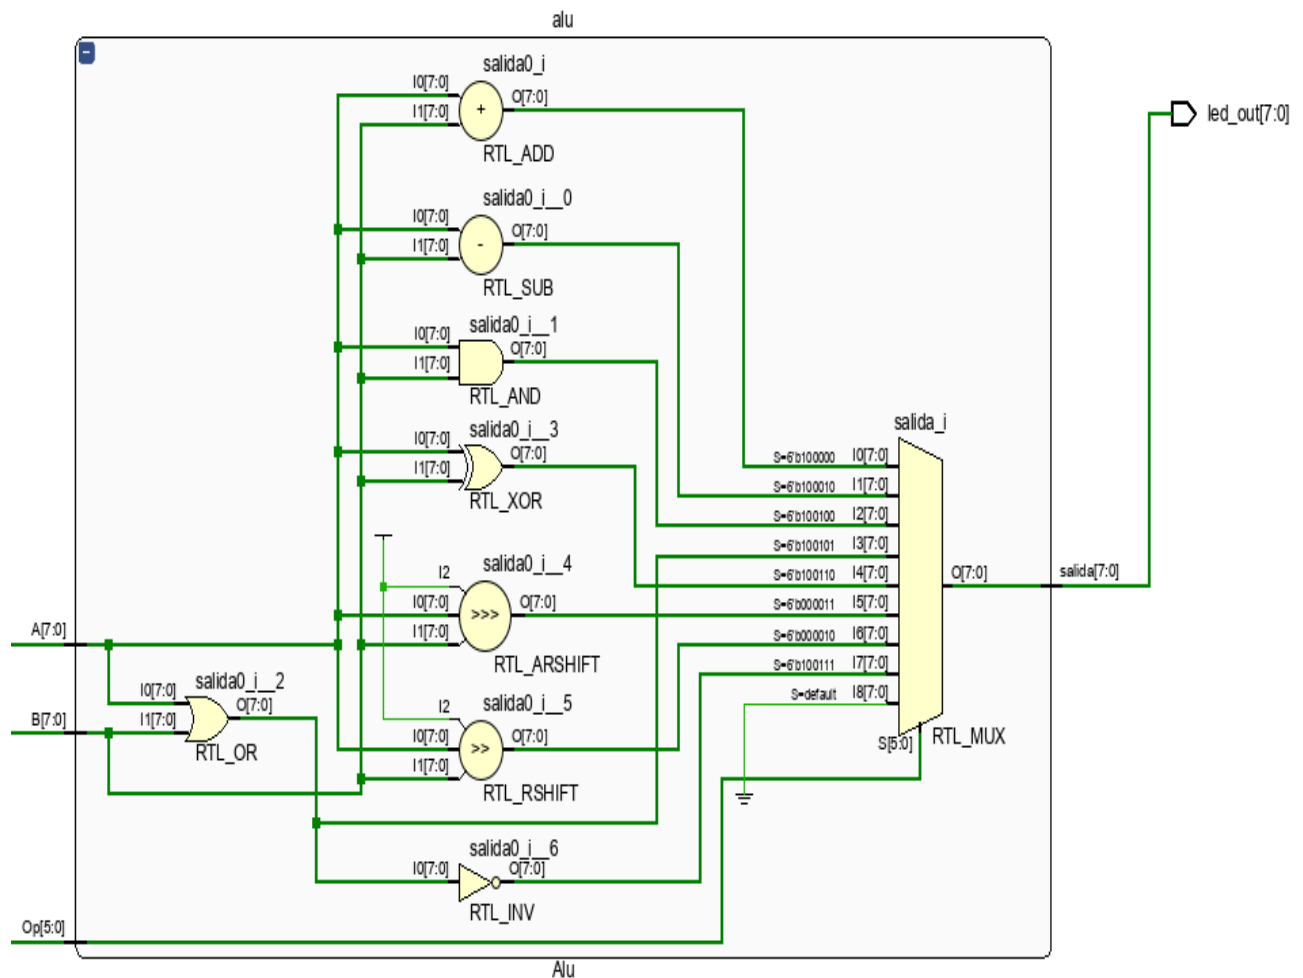 alu
salida0_i
I0[7:0]
I1[7:0]
O[7:0]
+
RTL_ADD
salida0_i__0
I0[7:0]
I1[7:0]
O[7:0]
-
RTL_SUB
salida0_i__1
I0[7:0]
I1[7:0]
O[7:0]
RTL_AND
salida0_i__3
I0[7:0]
I1[7:0]
O[7:0]
RTL_XOR
salida0_i__4
I2
I0[7:0]
I1[7:0]
O[7:0]
>>>
RTL_ARSHIFT
A[7:0]
B[7:0]
salida0_i__2
I0[7:0]
I1[7:0]
O[7:0]
RTL_OR
salida0_i__5
I2
I0[7:0]
I1[7:0]
O[7:0]
>>
RTL_RSHIFT
salida0_i__6
I0[7:0]
O[7:0]
RTL_INV
Op[5:0]
salida_i
S=6'b100000 I0[7:0]
S=6'b100010 I1[7:0]
S=6'b100100 I2[7:0]
S=6'b100101 I3[7:0]
S=6'b100110 I4[7:0]
S=6'b000011 I5[7:0]
S=6'b000010 I6[7:0]
S=6'b100111 I7[7:0]
S=default I8[7:0]
S[5:0]
O[7:0]
RTL_MUX
salida[7:0]
led_out[7:0]
Alu